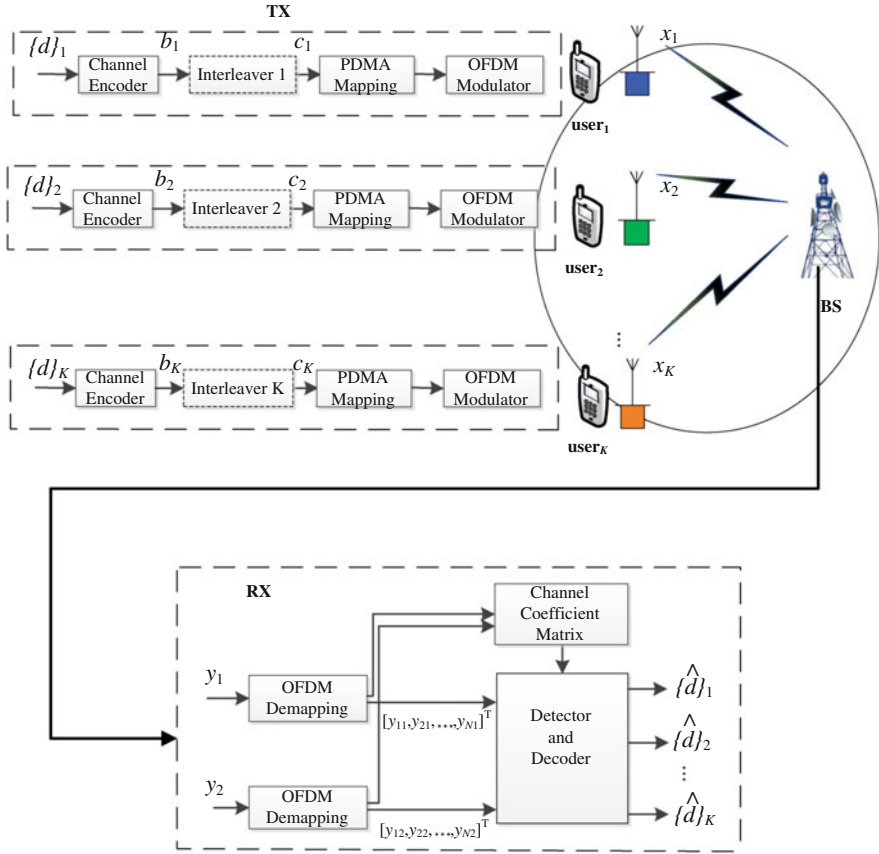 TX
{d}₁
b₁
c₁
x₁
Channel
Encoder
Interleaver 1
PDMA
Mapping
OFDM
Modulator
user₁
{d}₂
b₂
c₂
x₂
Channel
Encoder
Interleaver 2
PDMA
Mapping
OFDM
Modulator
user₂
BS
⋮
{d}K
bK
cK
xK
Channel
Encoder
Interleaver K
PDMA
Mapping
OFDM
Modulator
userK
RX
Channel
Coefficient
Matrix
y₁
OFDM
Demapping
[y₁₁,y₂₁,...,yN1]ᵀ
Detector
and
Decoder
{d̂}₁
{d̂}₂
⋮
{d̂}K
y₂
OFDM
Demapping
[y₁₂,y₂₂,...,yN2]ᵀ